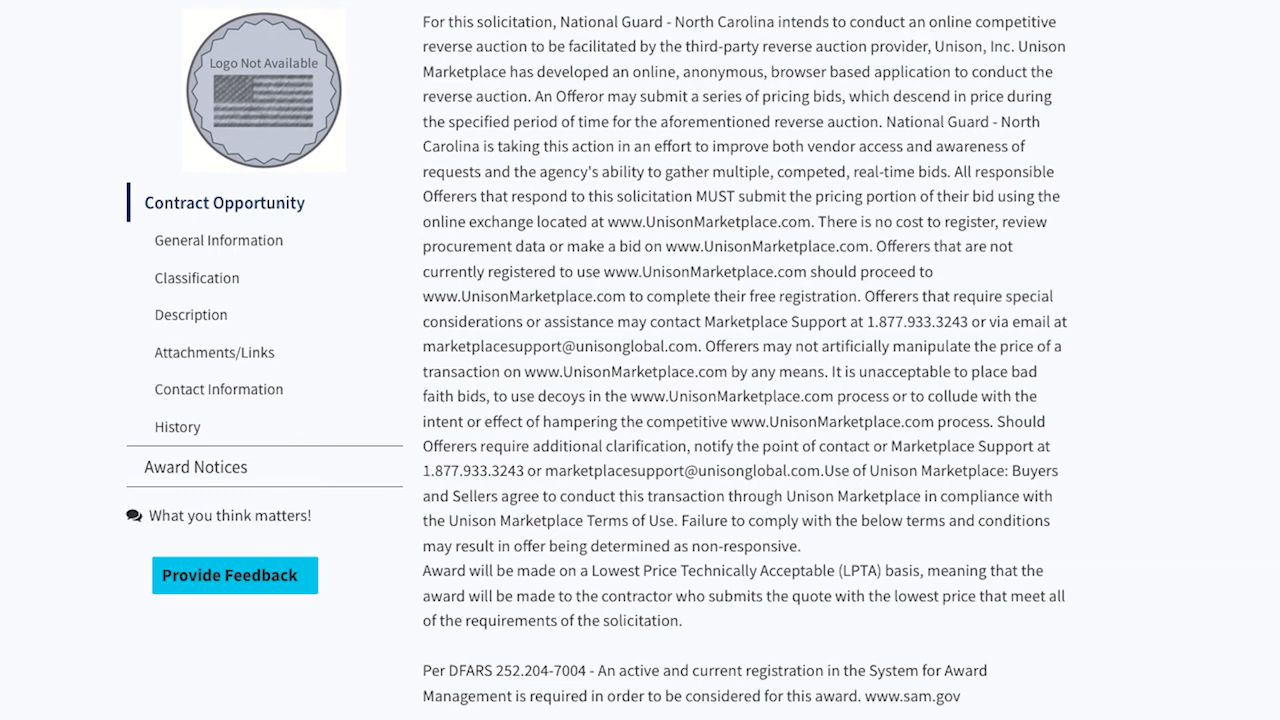 Logo Not Available
Contract Opportunity
General Information
Classification
Description
Attachments/Links
Contact Information
History
Award Notices
What you think matters!
Provide Feedback
For this solicitation, National Guard - North Carolina intends to conduct an online competitive
reverse auction to be facilitated by the third-party reverse auction provider, Unison, Inc. Unison
Marketplace has developed an online, anonymous, browser based application to conduct the
reverse auction. An Offeror may submit a series of pricing bids, which descend in price during
the specified period of time for the aforementioned reverse auction. National Guard - North
Carolina is taking this action in an effort to improve both vendor access and awareness of
requests and the agency's ability to gather multiple, competed, real-time bids. All responsible
Offerers that respond to this solicitation MUST submit the pricing portion of their bid using the
online exchange located at www.UnisonMarketplace.com. There is no cost to register, review
procurement data or make a bid on www.UnisonMarketplace.com. Offerers that are not
currently registered to use www.UnisonMarketplace.com should proceed to
www.UnisonMarketplace.com to complete their free registration. Offerers that require special
considerations or assistance may contact Marketplace Support at 1.877.933.3243 or via email at
marketplacesupport@unisonglobal.com. Offerers may not artificially manipulate the price of a
transaction on www.UnisonMarketplace.com by any means. It is unacceptable to place bad
faith bids, to use decoys in the www.UnisonMarketplace.com process or to collude with the
intent or effect of hampering the competitive www.UnisonMarketplace.com process. Should
Offerers require additional clarification, notify the point of contact or Marketplace Support at
1.877.933.3243 or marketplacesupport@unisonglobal.com.Use of Unison Marketplace: Buyers
and Sellers agree to conduct this transaction through Unison Marketplace in compliance with
the Unison Marketplace Terms of Use. Failure to comply with the below terms and conditions
may result in offer being determined as non-responsive.
Award will be made on a Lowest Price Technically Acceptable (LPTA) basis, meaning that the
award will be made to the contractor who submits the quote with the lowest price that meet all
of the requirements of the solicitation.
Per DFARS 252.204-7004 - An active and current registration in the System for Award
Management is required in order to be considered for this award. www.sam.gov